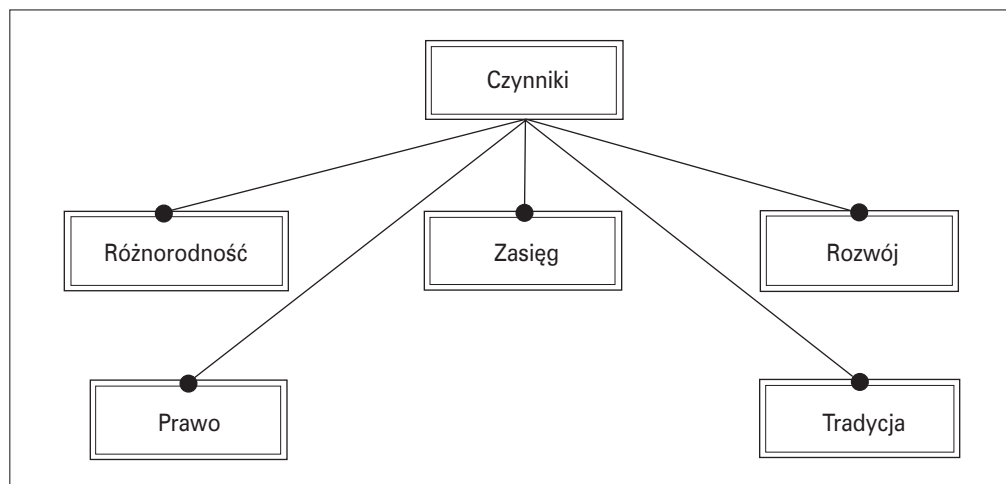 Czynniki
Różnorodność
Zasięg
Rozwój
Prawo
Tradycja